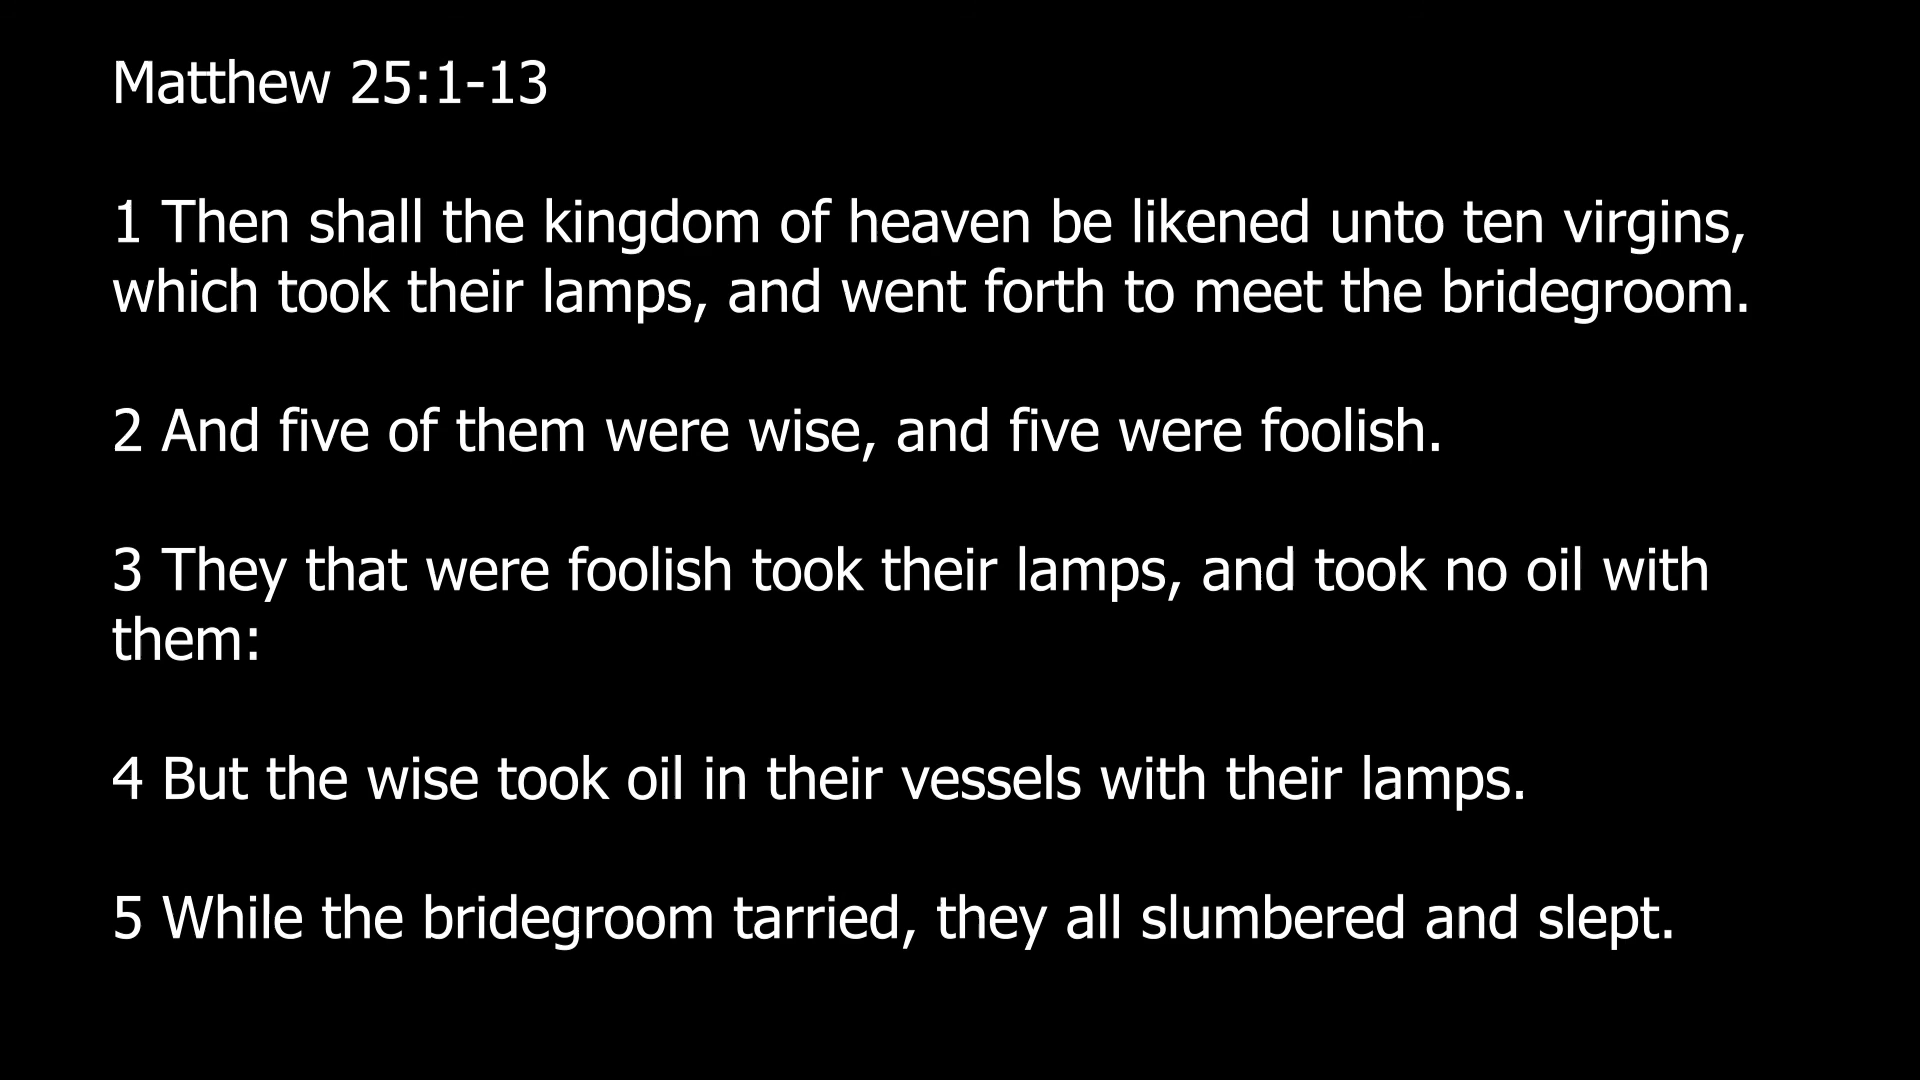 Matthew 25:1-13
1 Then shall the kingdom of heaven be likened unto ten virgins,
which took their lamps, and went forth to meet the bridegroom.
2 And five of them were wise, and five were foolish.
3 They that were foolish took their lamps, and took no oil with
them:
4 But the wise took oil in their vessels with their lamps.
5 While the bridegroom tarried, they all slumbered and slept.